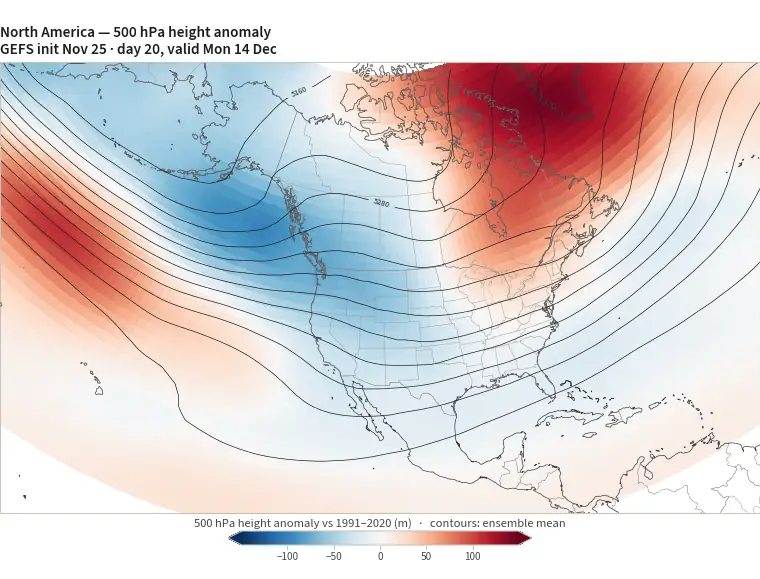 North America — 500 hPa height anomaly
GEFS init Nov 25 · day 20, valid Mon 14 Dec
5160
5280
500 hPa height anomaly vs 1991–2020 (m) · contours: ensemble mean
−100 −50 0 50 100